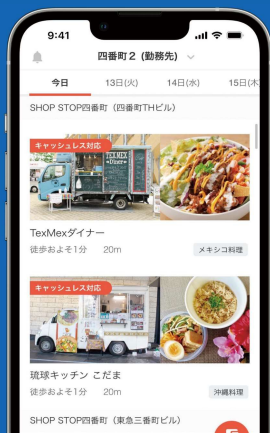 9:41
四番町２ (勤務先)
今日 13日(火) 14日(水) 15日(木
SHOP STOP四番町（四番町THビル）
キャッシュレス対応
TEXMEX
Diner
TexMexダイナー
徒歩およそ1分 20m メキシコ料理
キャッシュレス対応
琉球キッチン こだま
徒歩およそ1分 20m 沖縄料理
SHOP STOP四番町（東急三番町ビル）